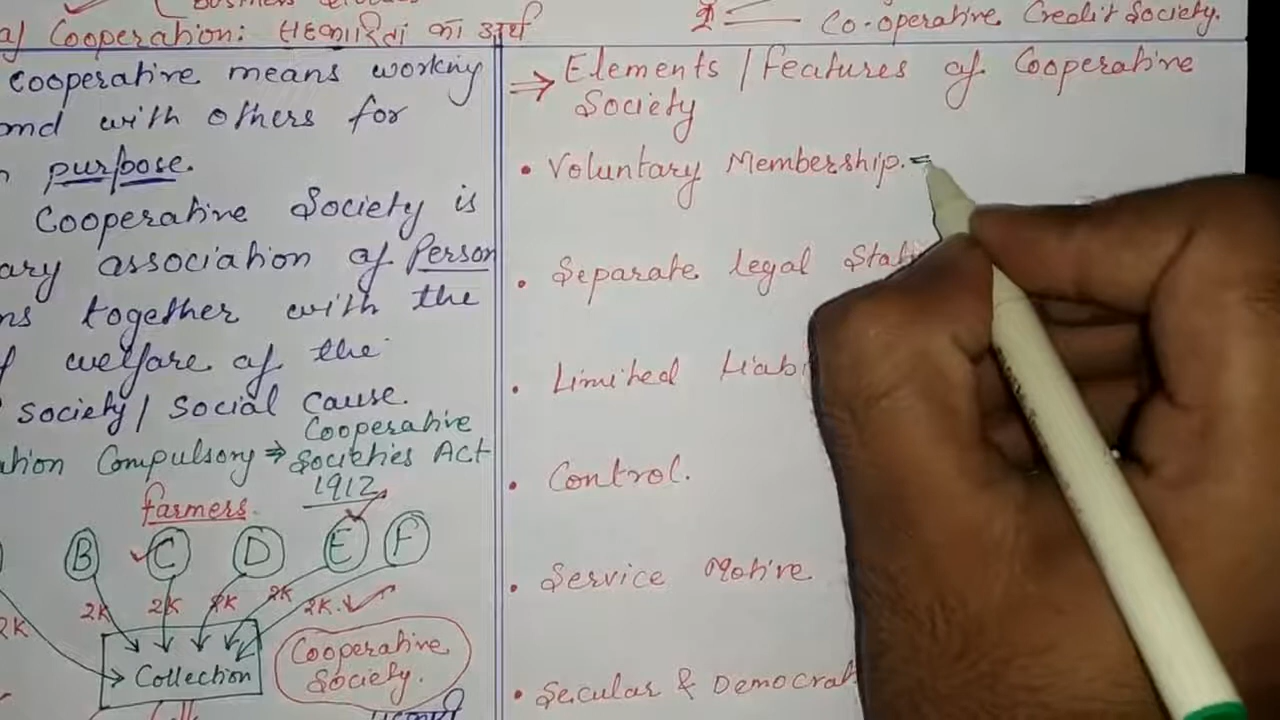 of Cooperation: सहकारिता का अर्थ
Co-operative Credit Society.
cooperative means working
and with others for
purpose.
Cooperative Society is
ary association of Person
ns together with the
f welfare of the
society/ social cause.
ation Compulsory ⇒ Cooperative
Societies Act
1912
farmers.
B C D E F
2K 2K 2K 2K 2K 2K.
Collection
Cooperative
Society.
⇒ Elements / Features of Cooperative
Society
• Voluntary Membership. =
• Separate legal Stat
• Limited Liab
• Control.
• Service Motive
• Secular & Democrat